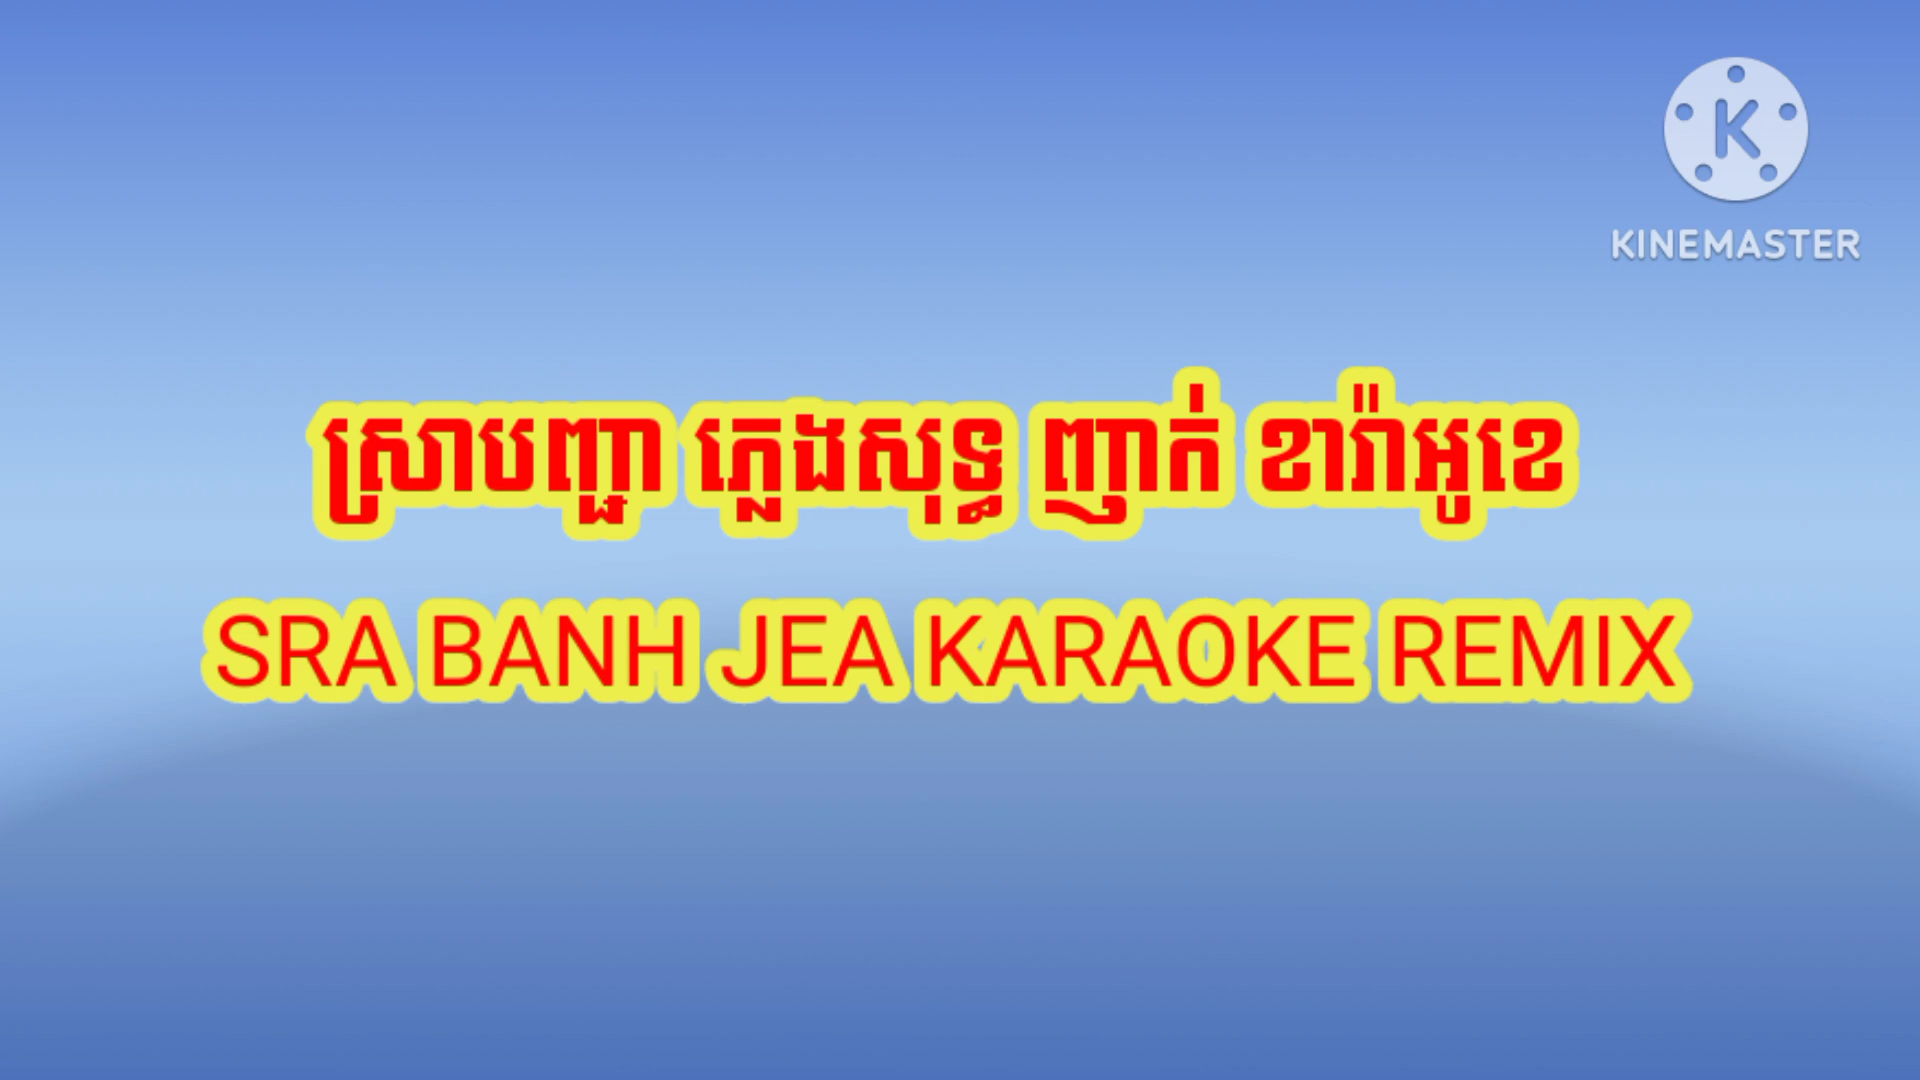 K
KINEMASTER
ស្រាបញ្ជា ភ្លេងសុទ្ធ ញាក់ ខារ៉ាអូខេ
SRA BANH JEA KARAOKE REMIX